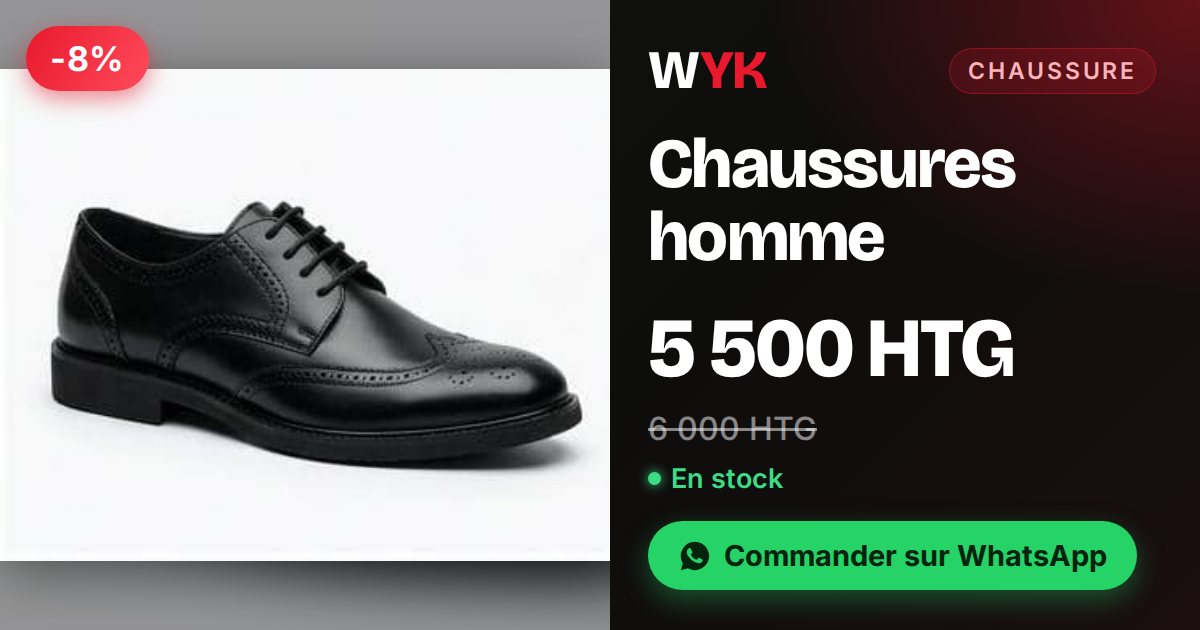 -8%
WYK
CHAUSSURE
Chaussures
homme
5 500 HTG
6 000 HTG
En stock
Commander sur WhatsApp